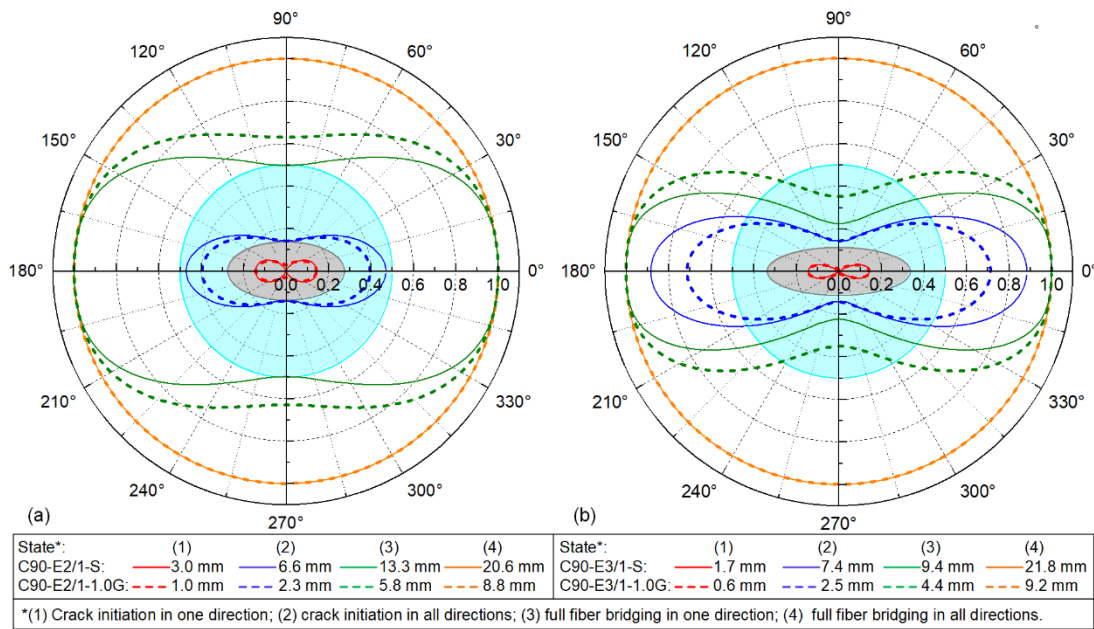 90° 90° °
120° 60° 120° 60°
150° 30° 150° 30°
180° 0.0 0.2 0.4 0.6 0.8 1.0 0° 180° 0.0 0.2 0.4 0.6 0.8 1.0 0°
210° 330° 210° 330°
240° 300° 240° 300°
(a) 270° (b) 270°
State*: (1) (2) (3) (4) State*: (1) (2) (3) (4)
C90-E2/1-S: 3.0 mm 6.6 mm 13.3 mm 20.6 mm C90-E3/1-S: 1.7 mm 7.4 mm 9.4 mm 21.8 mm
C90-E2/1-1.0G: 1.0 mm 2.3 mm 5.8 mm 8.8 mm C90-E3/1-1.0G: 0.6 mm 2.5 mm 4.4 mm 9.2 mm
*(1) Crack initiation in one direction; (2) crack initiation in all directions; (3) full fiber bridging in one direction; (4) full fiber bridging in all directions.